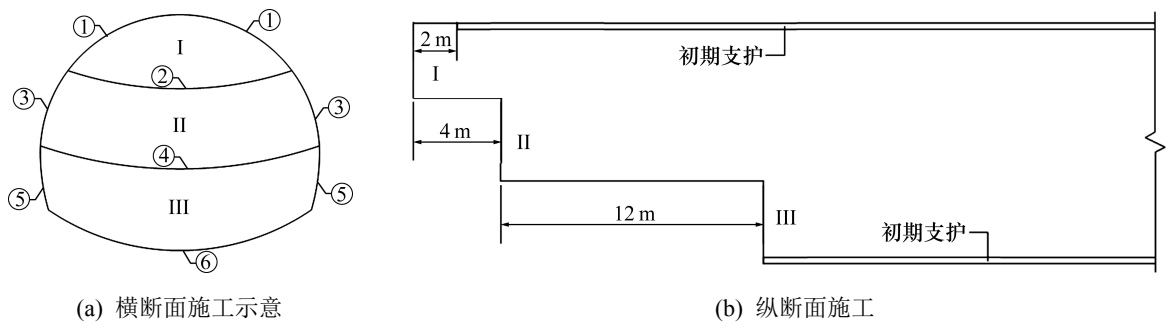 ① ①
I
②
③ ③
II
④
⑤ ⑤
III
⑥
(a) 横断面施工示意
2 m
初期支护
I
4 m
II
12 m
III
初期支护
(b) 纵断面施工